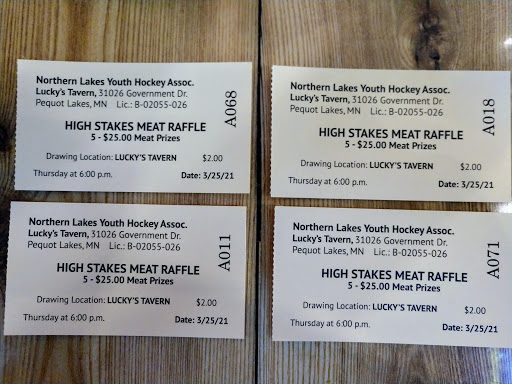 Northern Lakes Youth Hockey Assoc.
Lucky's Tavern, 31026 Government Dr.
Pequot Lakes, MN Lic.: B-02055-026
A068
HIGH STAKES MEAT RAFFLE
5 - $25.00 Meat Prizes
Drawing Location: LUCKY'S TAVERN $2.00
Thursday at 6:00 p.m. Date: 3/25/21
Northern Lakes Youth Hockey Assoc.
Lucky's Tavern, 31026 Government Dr.
Pequot Lakes, MN Lic.: B-02055-026
A018
HIGH STAKES MEAT RAFFLE
5 - $25.00 Meat Prizes
Drawing Location: LUCKY'S TAVERN $2.00
Thursday at 6:00 p.m. Date: 3/25/21
Northern Lakes Youth Hockey Assoc.
Lucky's Tavern, 31026 Government Dr.
Pequot Lakes, MN Lic.: B-02055-026
A011
HIGH STAKES MEAT RAFFLE
5 - $25.00 Meat Prizes
Drawing Location: LUCKY'S TAVERN $2.00
Thursday at 6:00 p.m. Date: 3/25/21
Northern Lakes Youth Hockey Assoc.
Lucky's Tavern, 31026 Government Dr.
Pequot Lakes, MN Lic.: B-02055-026
A071
HIGH STAKES MEAT RAFFLE
5 - $25.00 Meat Prizes
Drawing Location: LUCKY'S TAVERN $2.00
Thursday at 6:00 p.m. Date: 3/25/21